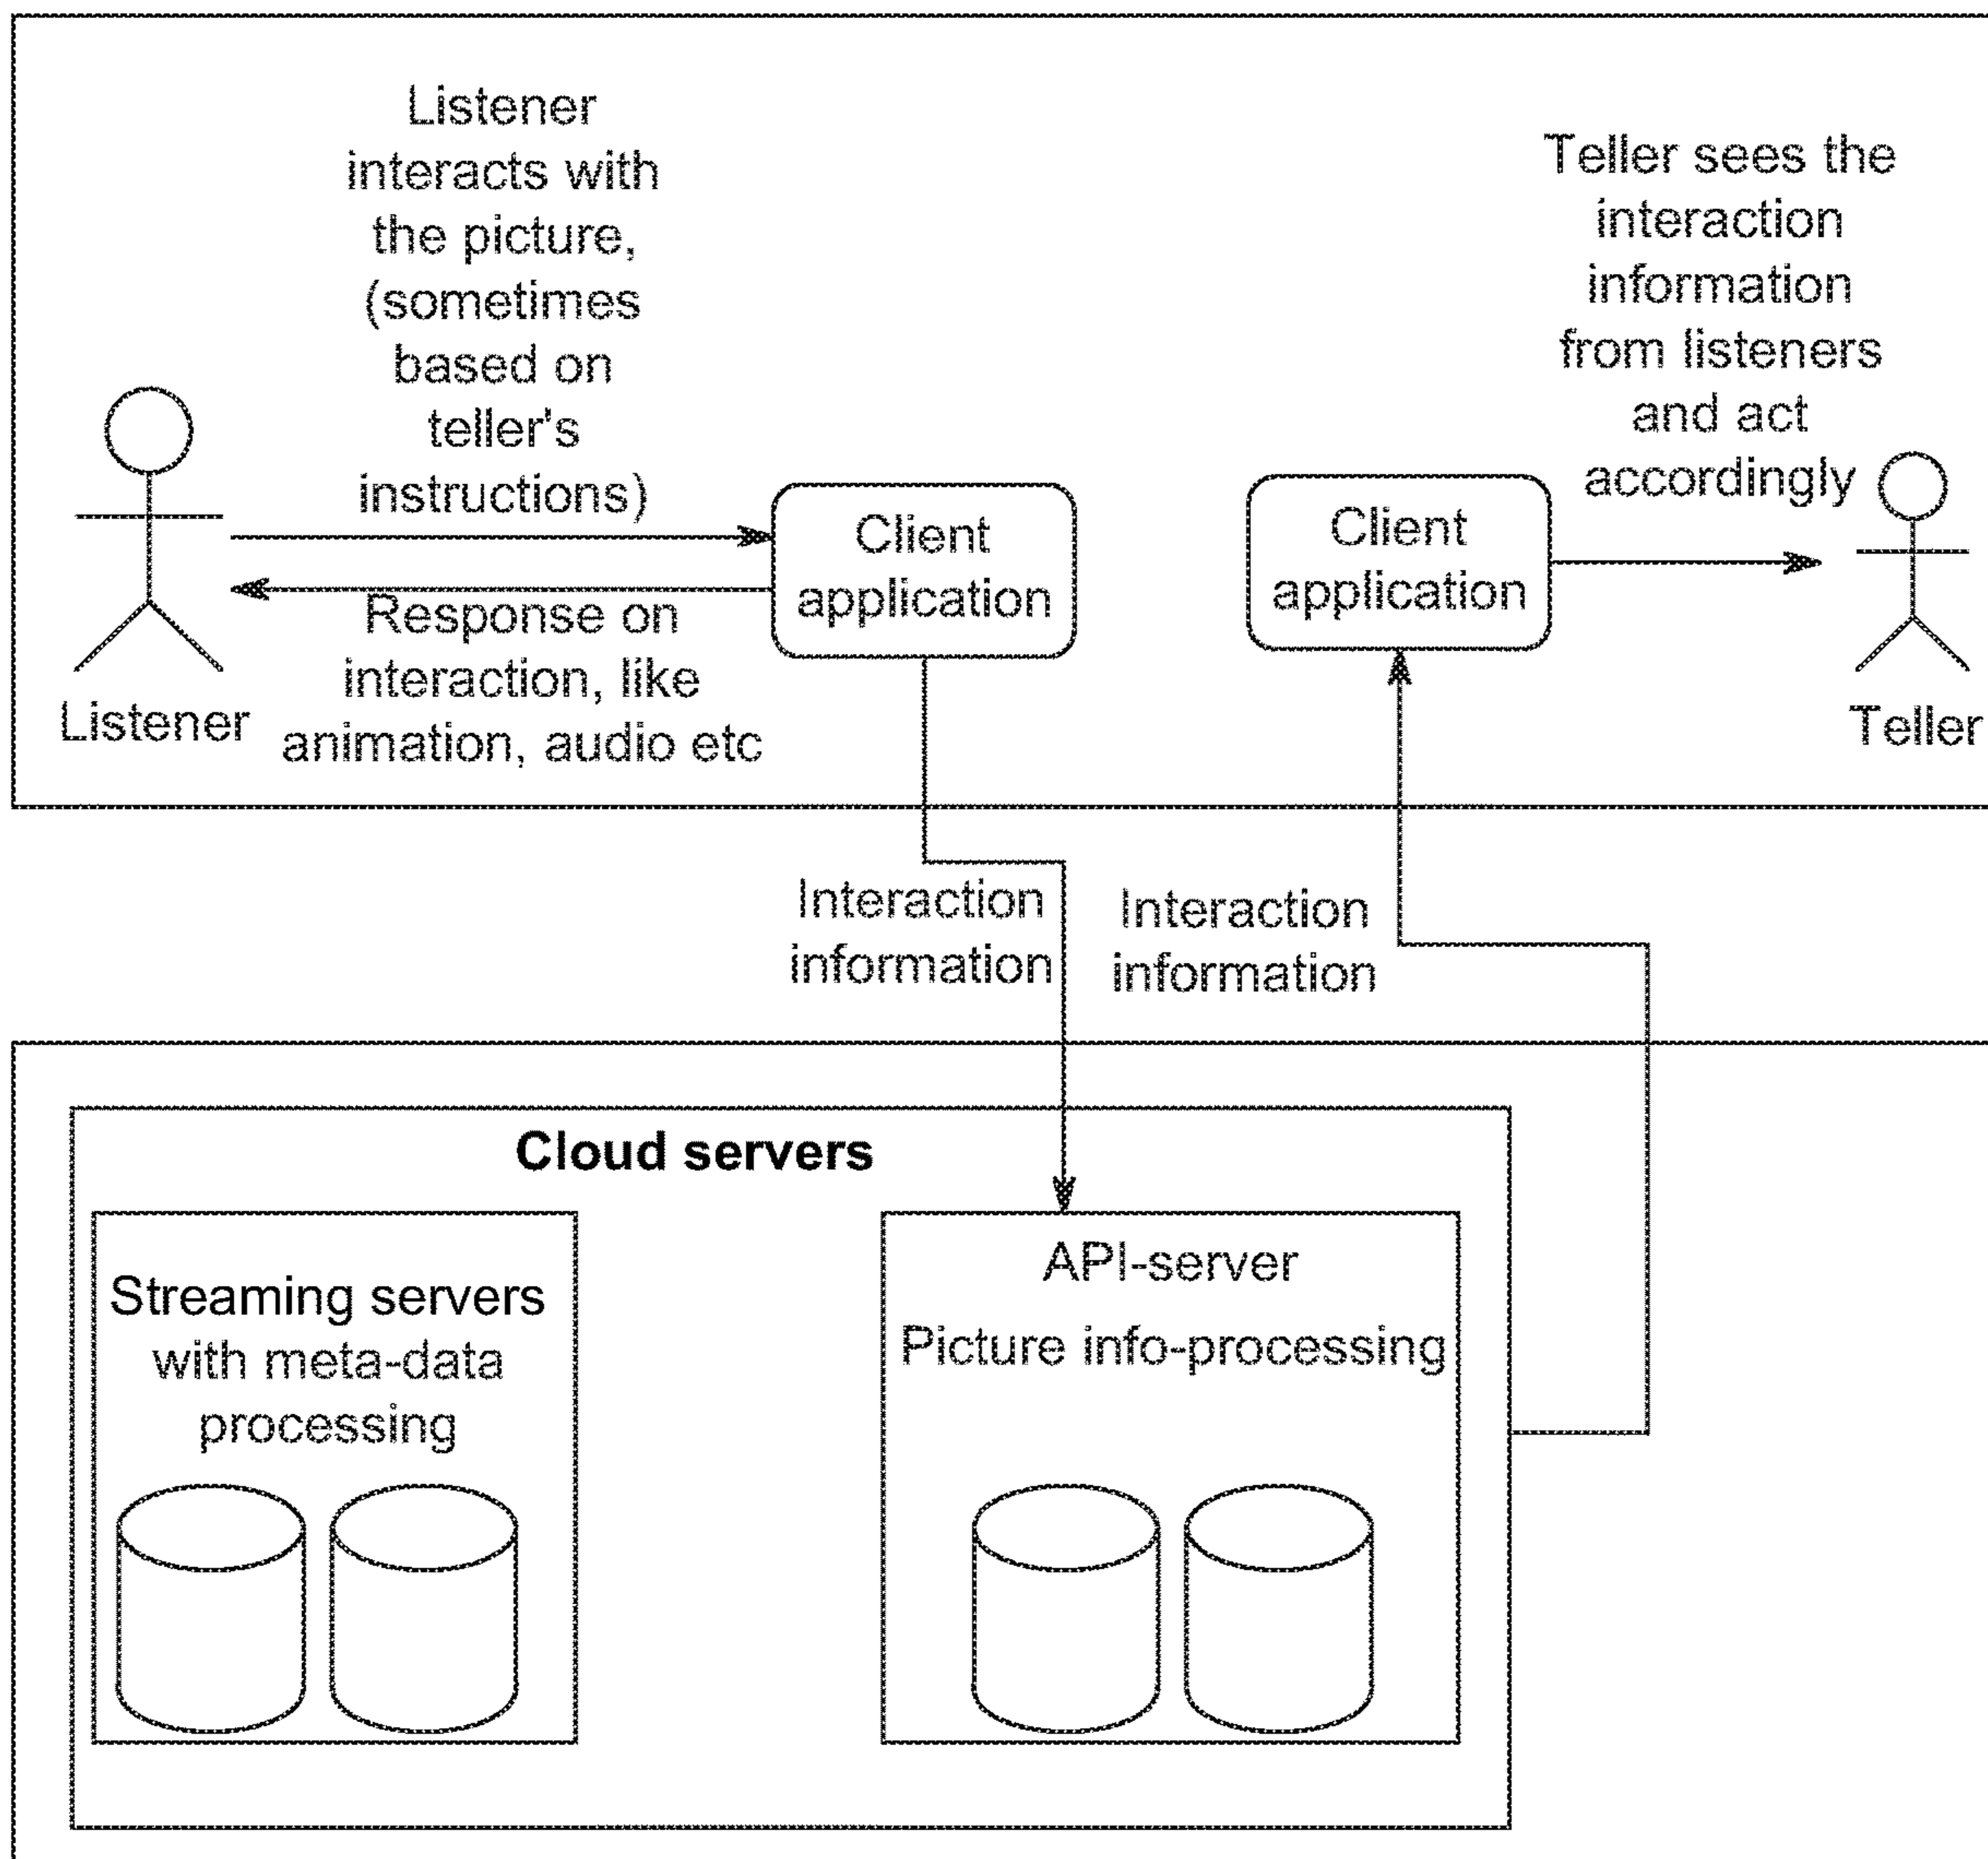 Listener
interacts with
the picture,
(sometimes
based on
teller's
instructions)
Teller sees the
interaction
information
from listeners
and act
accordingly
Client
application
Client
application
Response on
interaction, like
animation, audio etc
Listener
Teller
Interaction
information
Interaction
information
Cloud servers
Streaming servers
with meta-data
processing
API-server
Picture info-processing